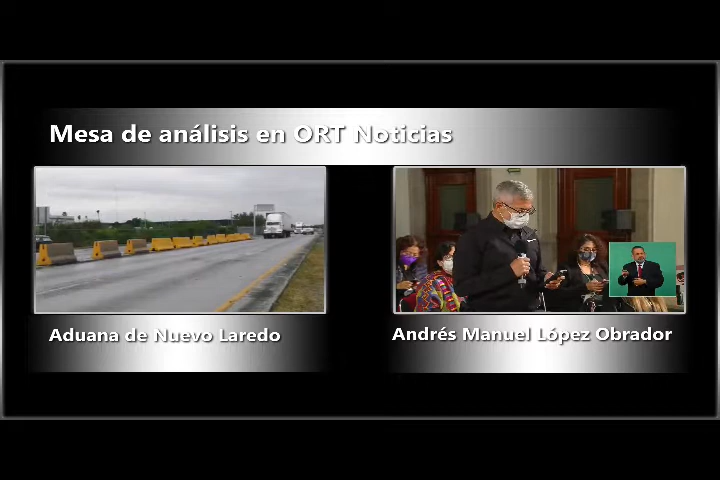 Mesa de análisis en ORT Noticias
Aduana de Nuevo Laredo
Andrés Manuel López Obrador